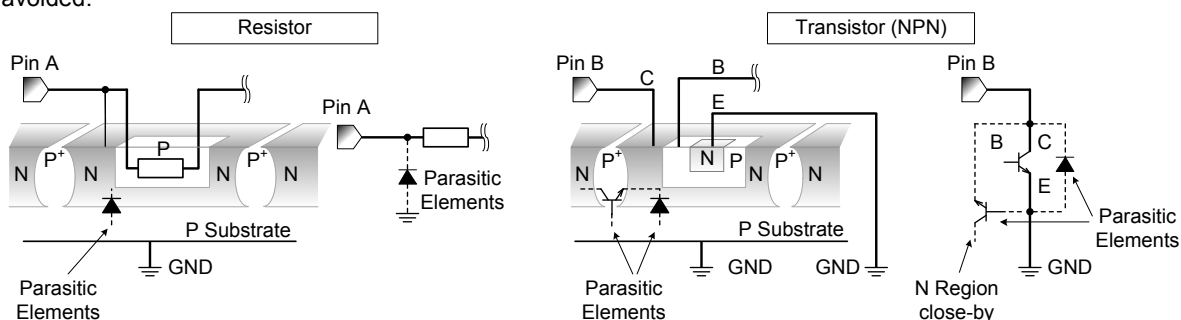 avoided.
Resistor
Transistor (NPN)
Pin A
Pin A
Parasitic
Elements
N
P+
N
P
P+
N
P Substrate
GND
Parasitic
Elements
Pin B
C
B
E
N
P+
N
N
P
P+
N
P Substrate
GND
GND
Parasitic
Elements
Pin B
B
C
E
Parasitic
Elements
GND
N Region
close-by